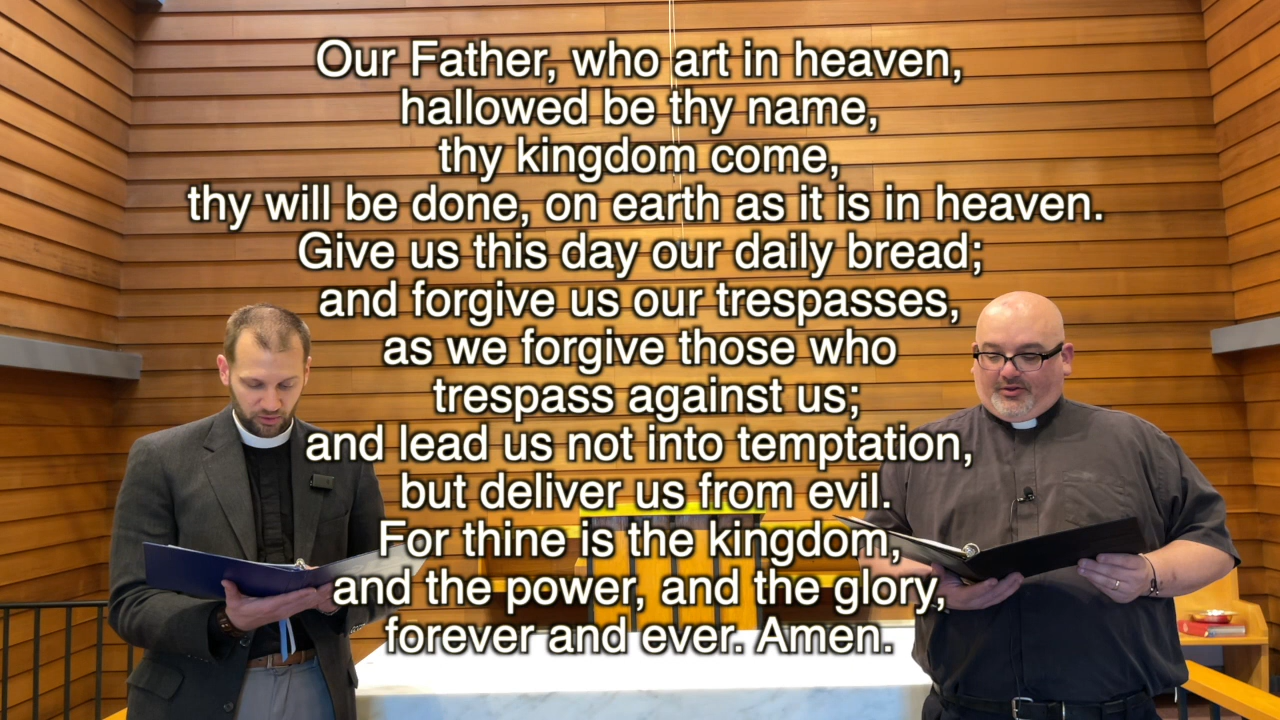 Our Father, who art in heaven,
hallowed be thy name,
thy kingdom come,
thy will be done, on earth as it is in heaven.
Give us this day our daily bread;
and forgive us our trespasses,
as we forgive those who
trespass against us;
and lead us not into temptation,
but deliver us from evil.
For thine is the kingdom,
and the power, and the glory,
forever and ever. Amen.